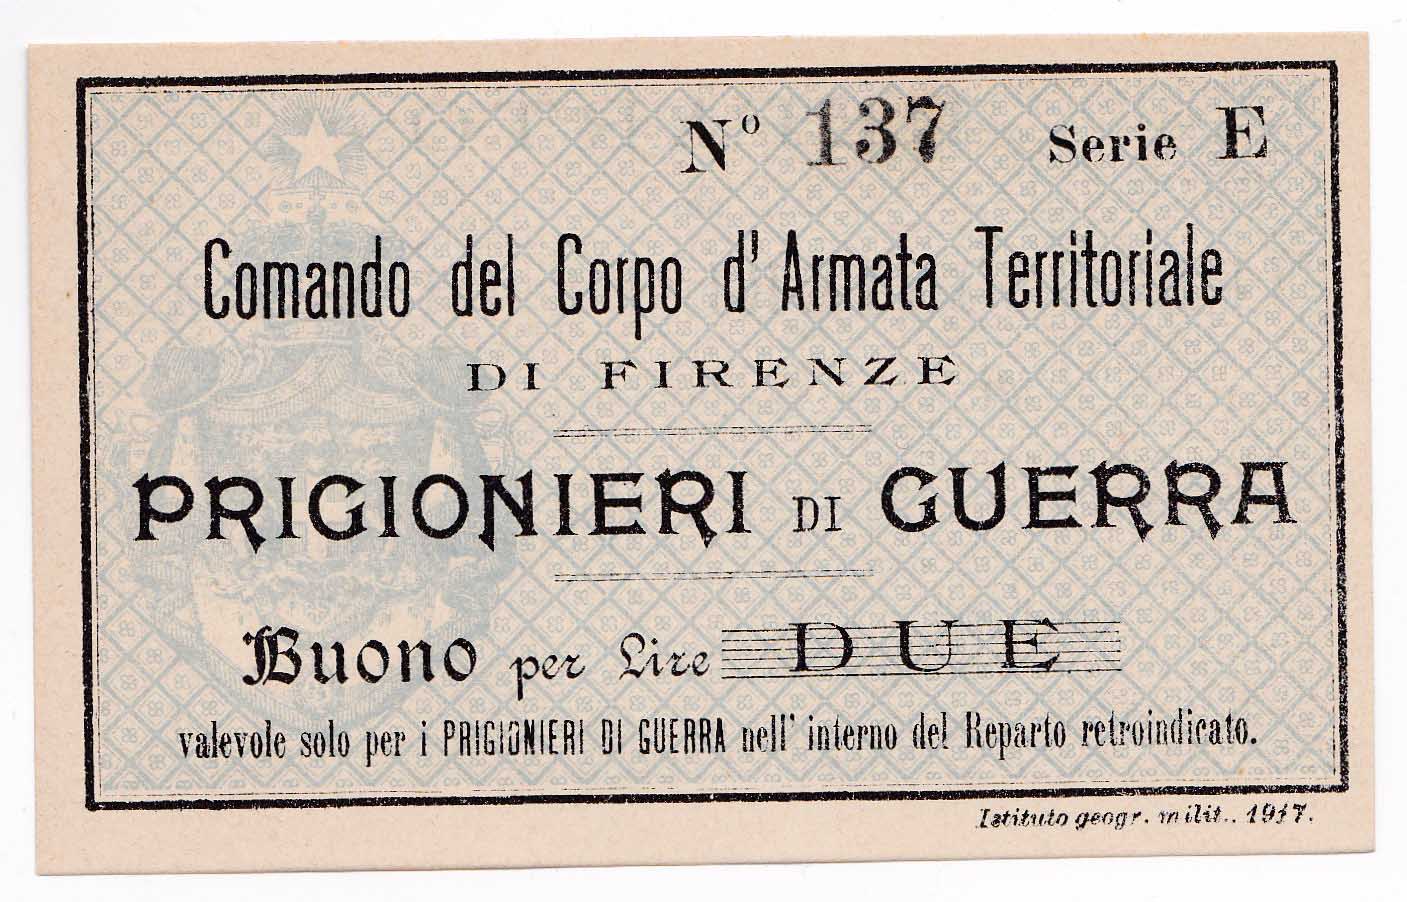 Nº 137 Serie E
Comando del Corpo d'Armata Territoriale
DI FIRENZE
PRIGIONIERI DI GUERRA
Buono per Lire DUE
valevole solo per i PRIGIONIERI DI GUERRA nell'interno del Reparto retroindicato.
Istituto geogr. milit.. 1917.